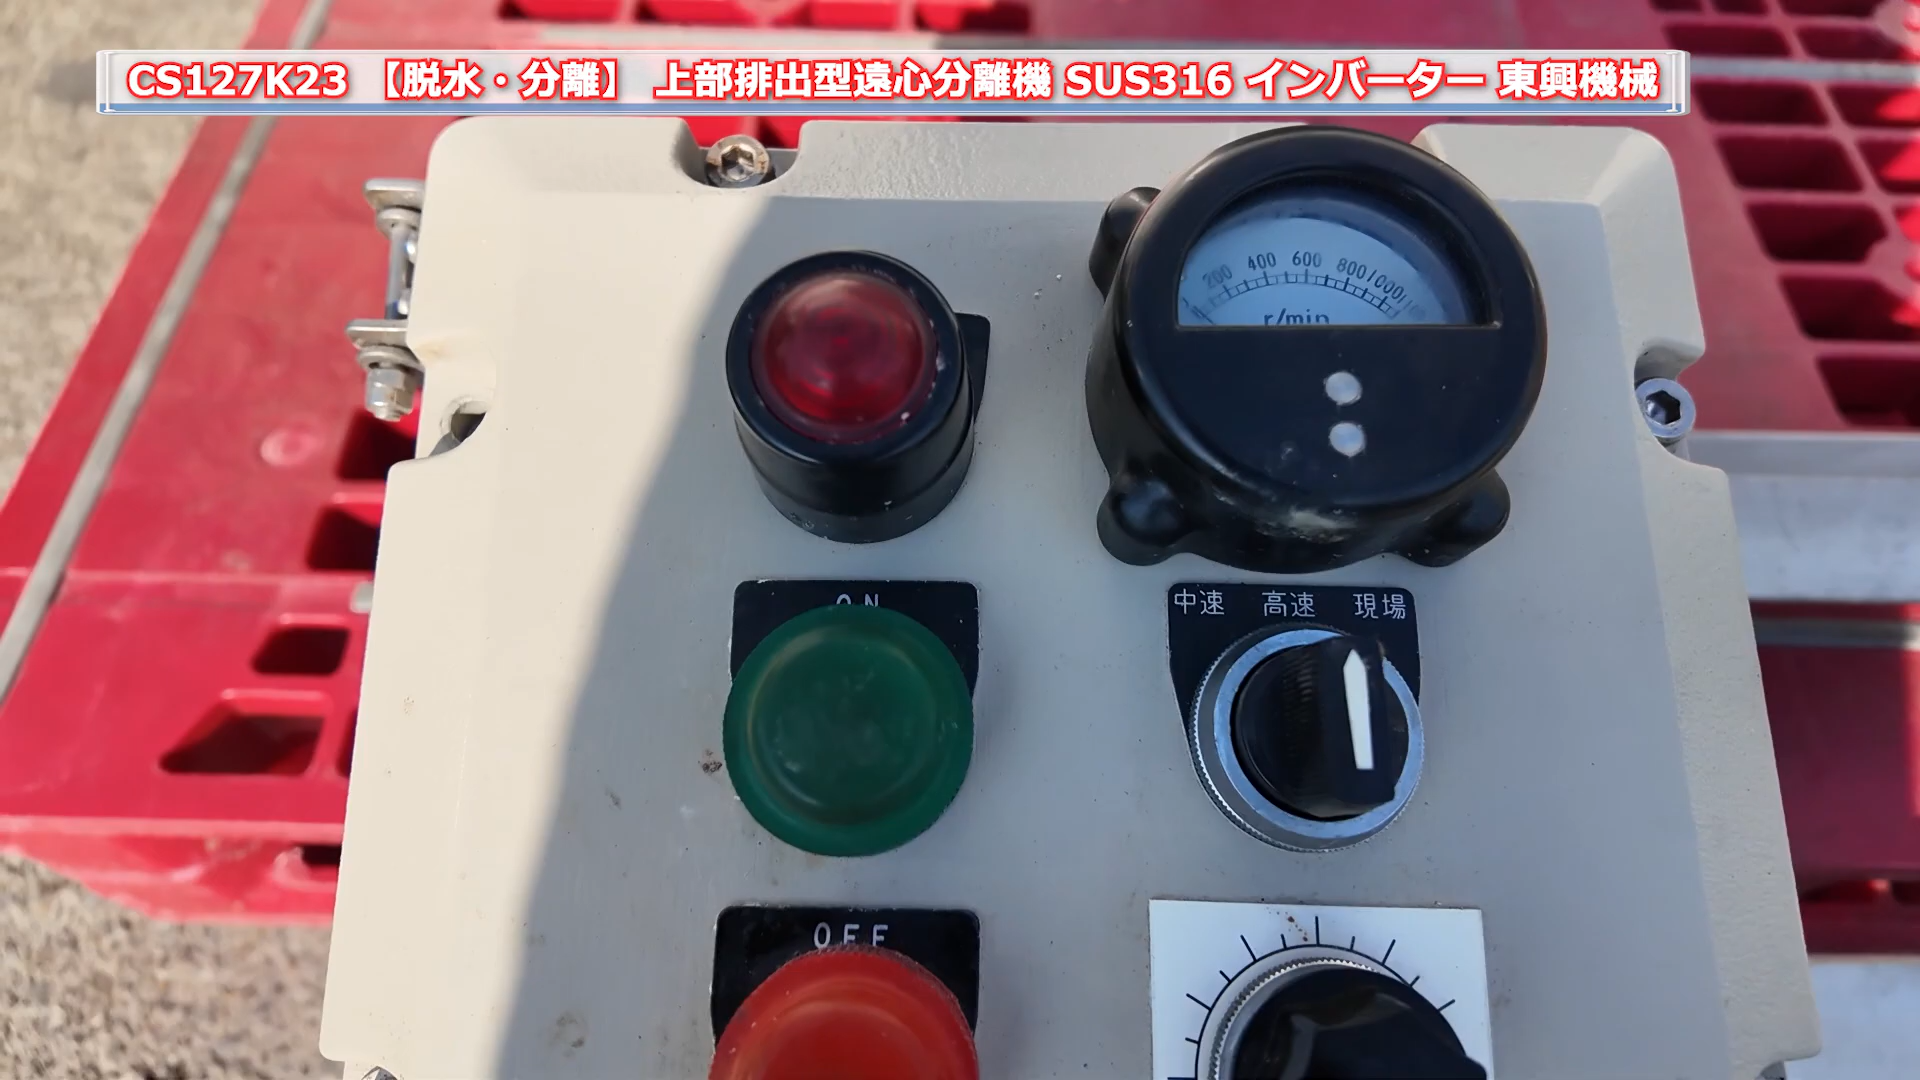 CS127K23 【脱水・分離】 上部排出型遠心分離機 SUS316 インバーター 東興機械
200 400 600 800 1000
r/min
ON
中速 高速 現場
OFF